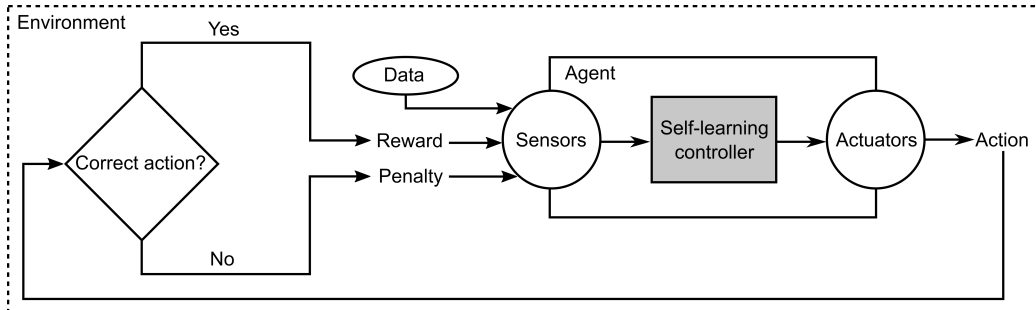 Environment
Yes
Data
Agent
Correct action?
Reward
Penalty
Sensors
Self-learning
controller
Actuators
Action
No